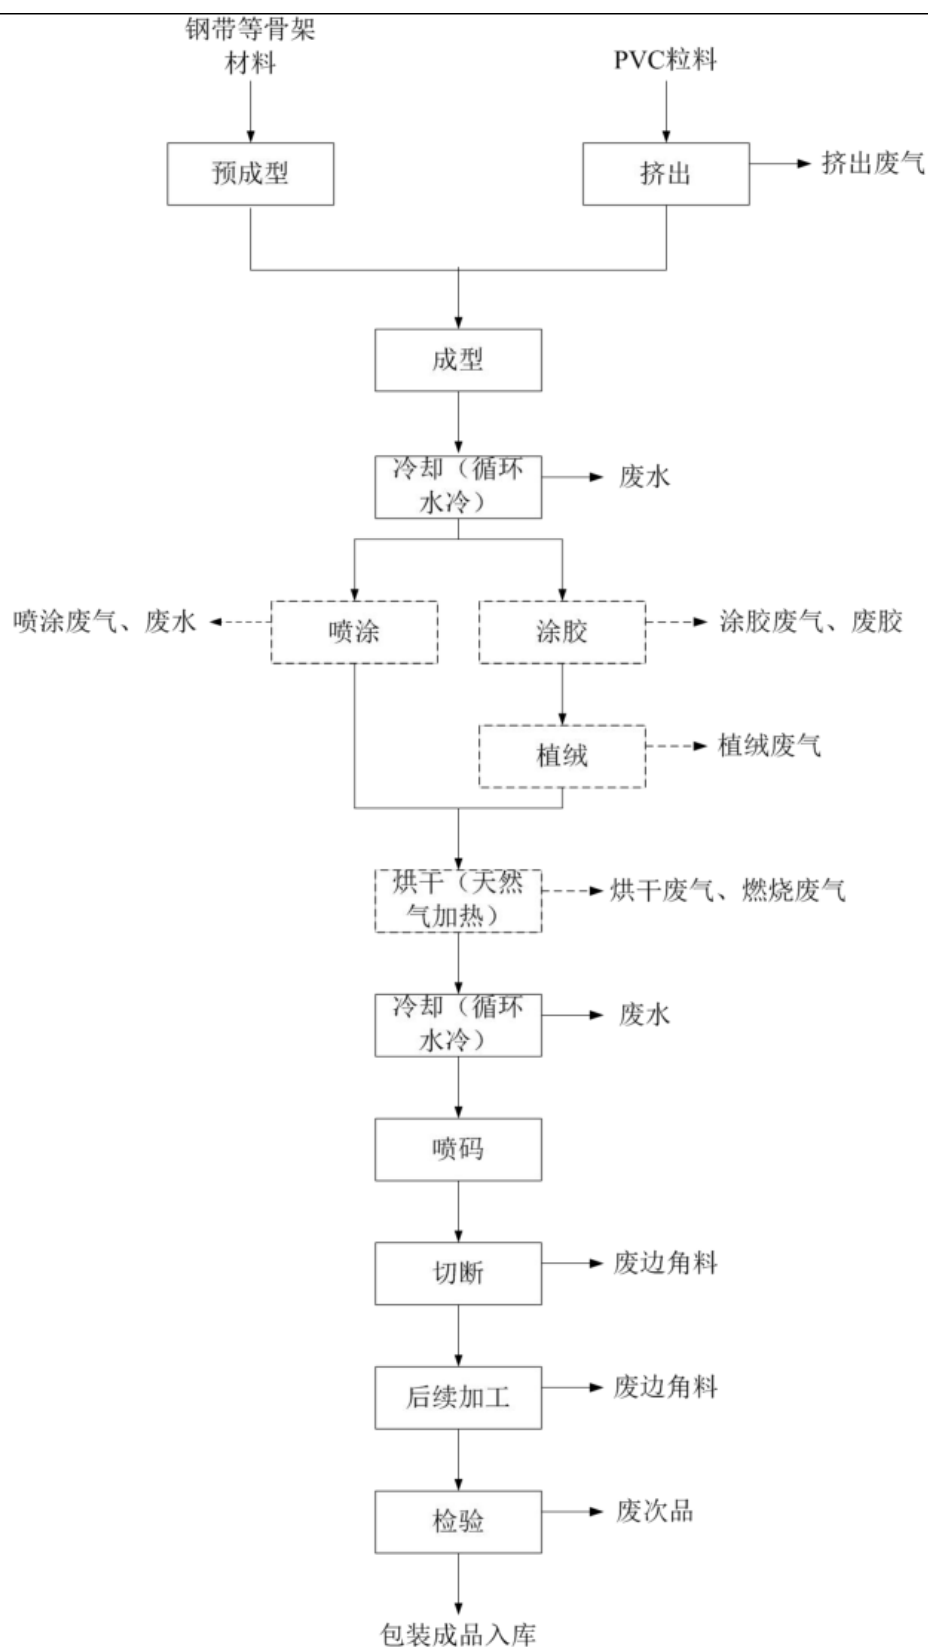 钢带等骨架
材料
PVC粒料
预成型
挤出
挤出废气
成型
冷却（循环
水冷）
废水
喷涂废气、废水
喷涂
涂胶
涂胶废气、废胶
植绒
植绒废气
烘干（天然
气加热）
烘干废气、燃烧废气
冷却（循环
水冷）
废水
喷码
切断
废边角料
后续加工
废边角料
检验
废次品
包装成品入库